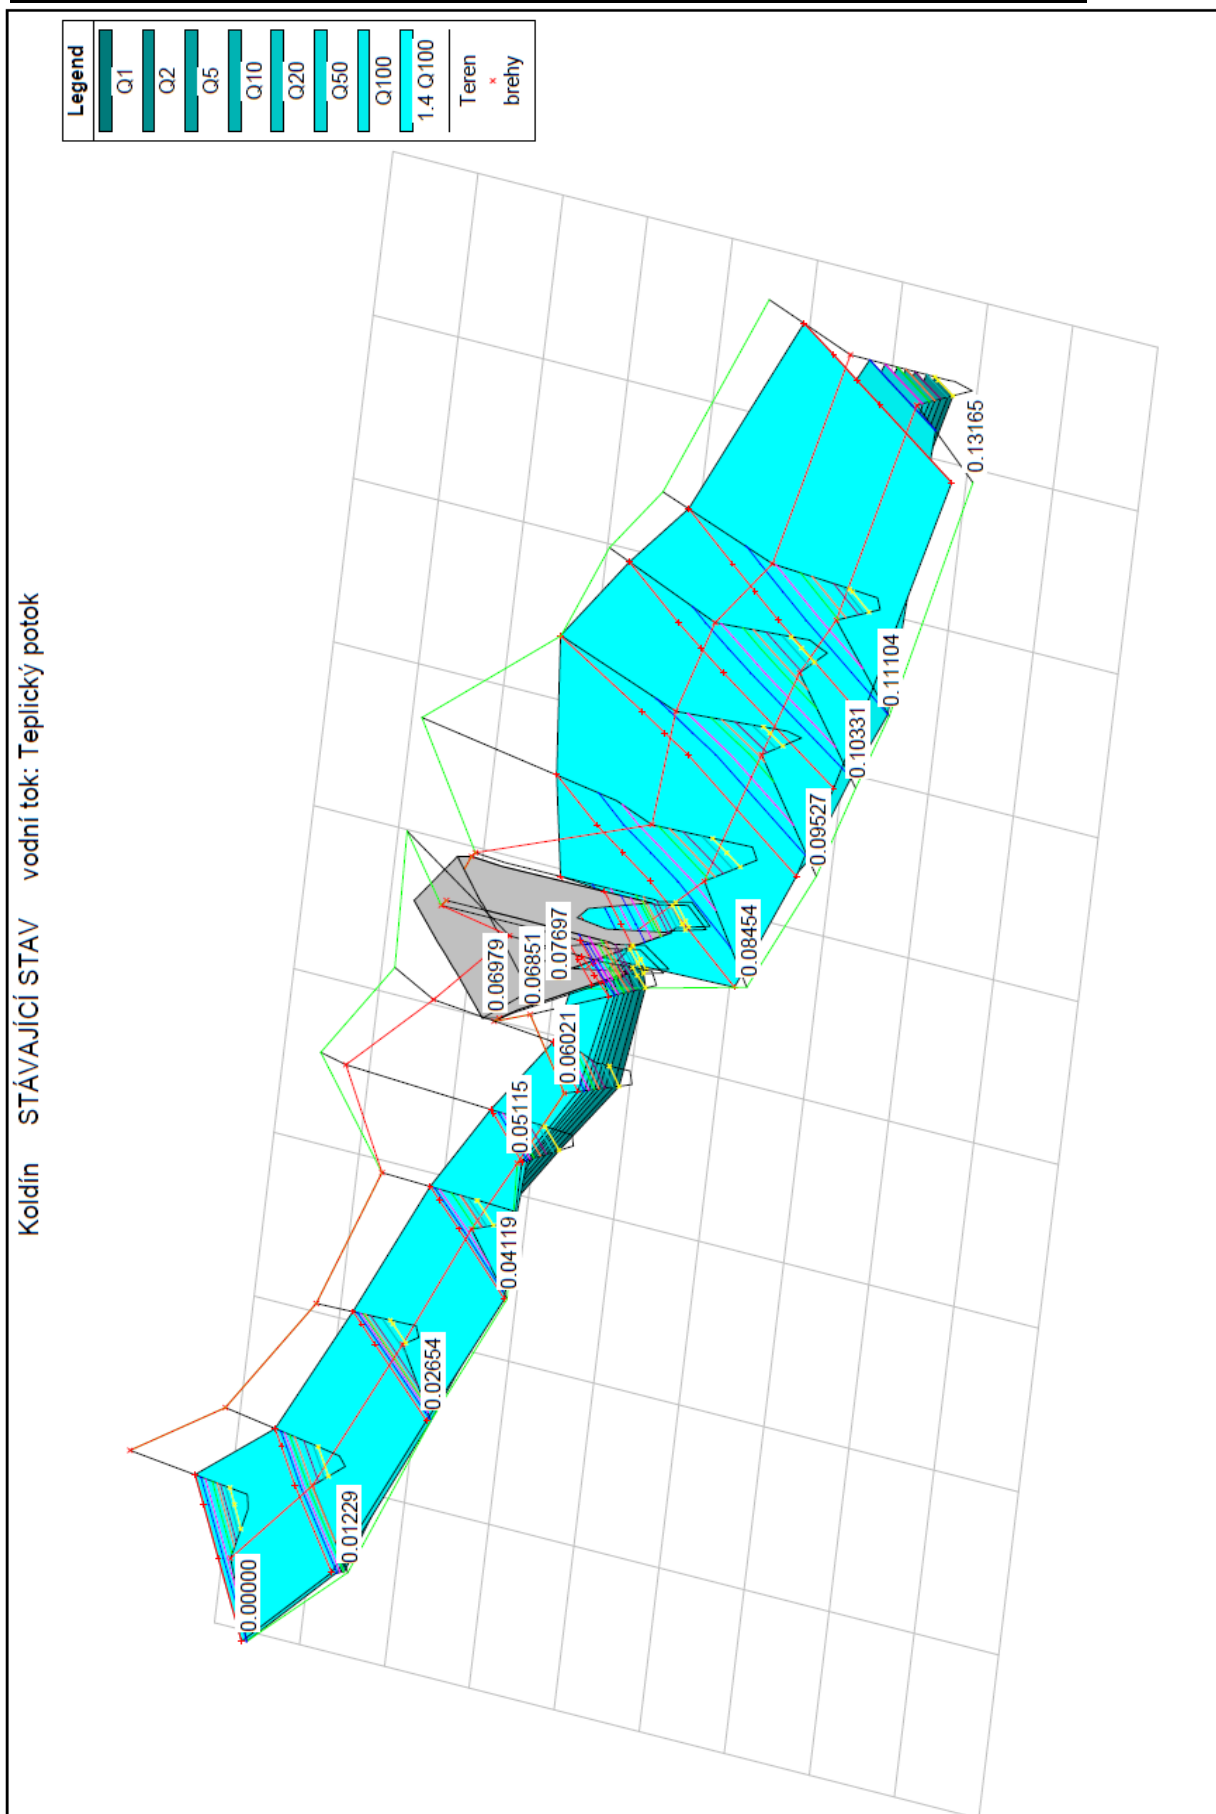 Koldín STÁVAJÍCÍ STAV vodní tok: Teplický potok
Legend
Q1
Q2
Q5
Q10
Q20
Q50
Q100
1.4 Q100
Teren
brehy
0.00000
0.01229
0.02654
0.04119
0.05115
0.06021
0.06979
0.06851
0.07697
0.08454
0.09527
0.10331
0.11104
0.13165